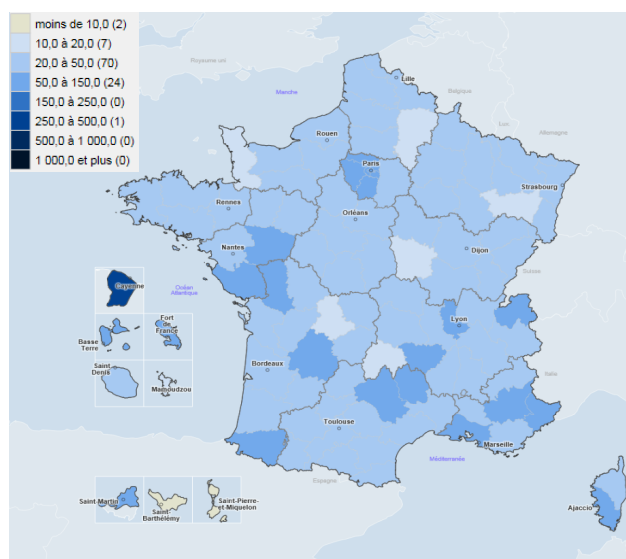 moins de 10,0 (2)
10,0 à 20,0 (7)
20,0 à 50,0 (70)
50,0 à 150,0 (24)
150,0 à 250,0 (0)
250,0 à 500,0 (1)
500,0 à 1 000,0 (0)
1 000,0 et plus (0)
Royaume uni
Manche
Lille
Belgique
Lux
Allemagne
Rouen
Paris
Strasbourg
Rennes
Orléans
Nantes
Dijon
Suisse
Cayenne
Océan
Atlantique
Fort
de
France
Basse
Terre
Lyon
Saint
Denis
Mamoudzou
Bordeaux
Italie
Toulouse
Marseille
Méditerranée
Espagne
Saint-Martin
Saint-
Barthélémy
Saint-Pierre-
et-Miquelon
Ajaccio